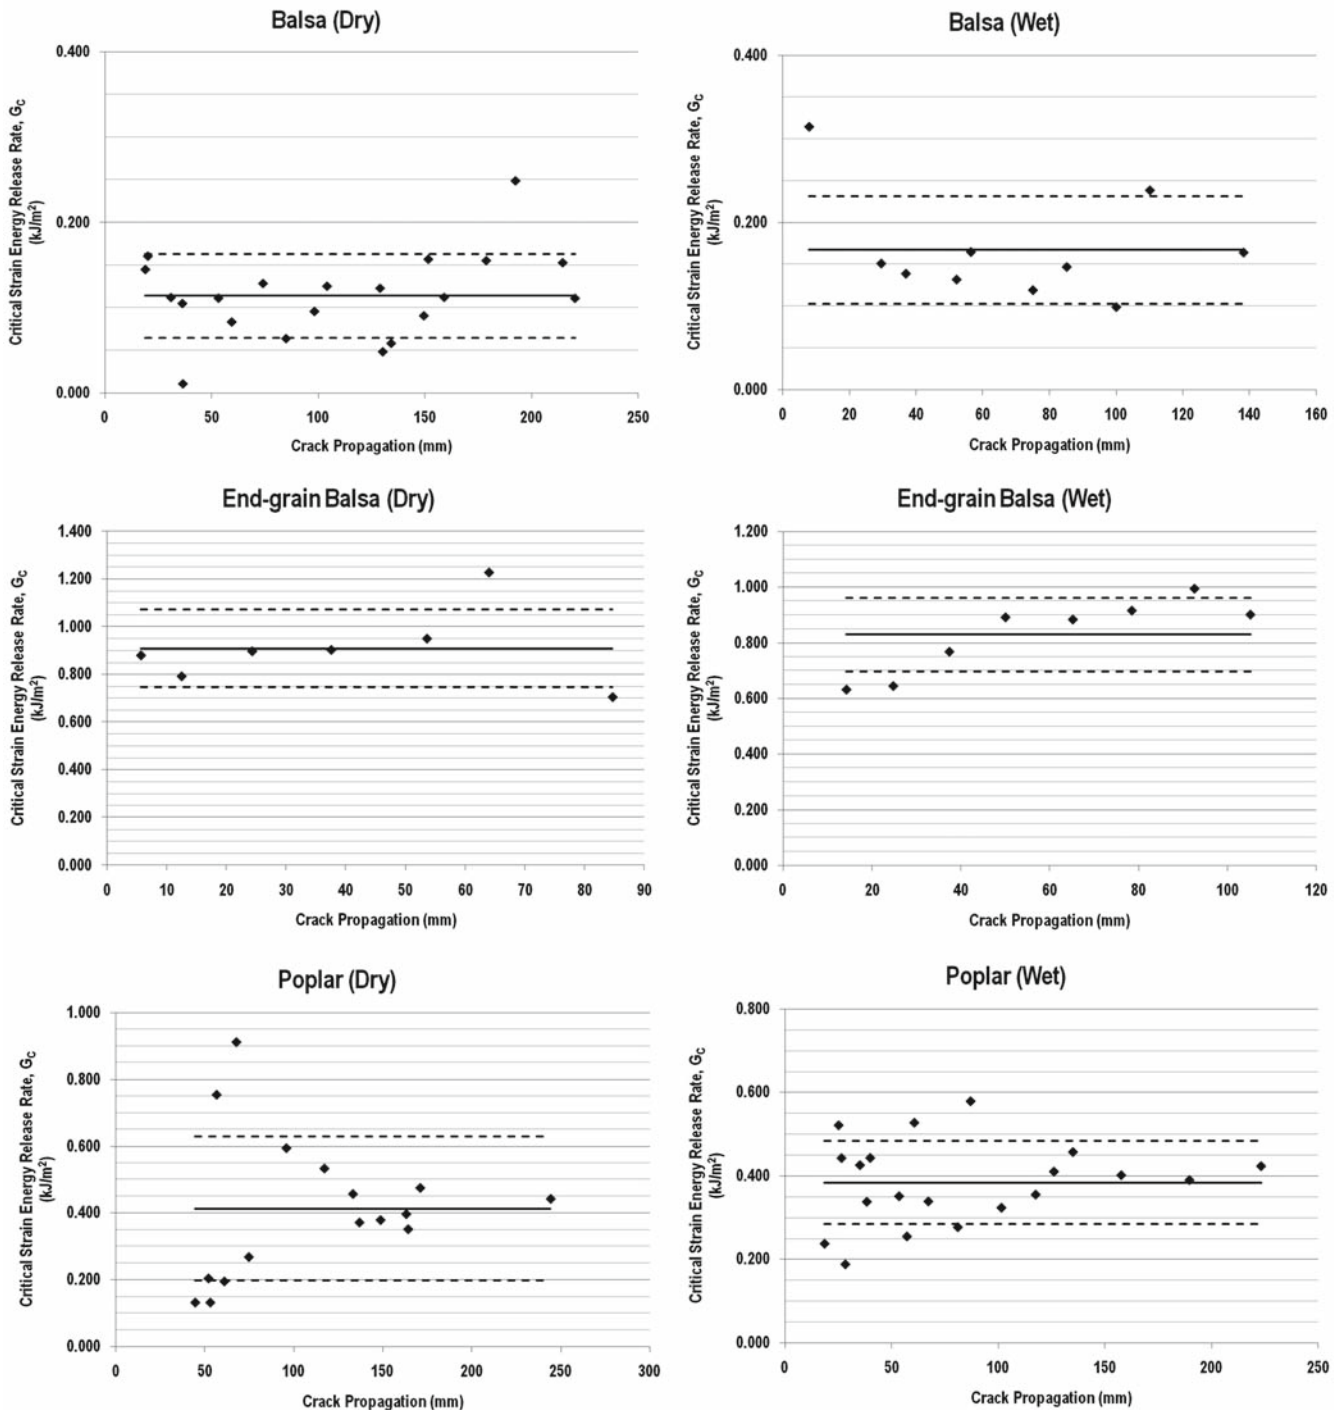 Balsa (Dry)
Critical Strain Energy Release Rate, GC
(kJ/m²)
0.400
0.200
0.000
0 50 100 150 200 250
Crack Propagation (mm)
Balsa (Wet)
Critical Strain Energy Release Rate, GC
(kJ/m²)
0.400
0.200
0.000
0 20 40 60 80 100 120 140 160
Crack Propagation (mm)
End-grain Balsa (Dry)
Critical Strain Energy Release Rate, GC
(kJ/m²)
1.400
1.200
1.000
0.800
0.600
0.400
0.200
0.000
0 10 20 30 40 50 60 70 80 90
Crack Propagation (mm)
End-grain Balsa (Wet)
Critical Strain Energy Release Rate, GC
(kJ/m²)
1.200
1.000
0.800
0.600
0.400
0.200
0.000
0 20 40 60 80 100 120
Crack Propagation (mm)
Poplar (Dry)
Critical Strain Energy Release Rate, GC
(kJ/m²)
1.000
0.800
0.600
0.400
0.200
0.000
0 50 100 150 200 250 300
Crack Propagation (mm)
Poplar (Wet)
Critical Strain Energy Release Rate, GC
(kJ/m²)
0.800
0.600
0.400
0.200
0.000
0 50 100 150 200 250
Crack Propagation (mm)